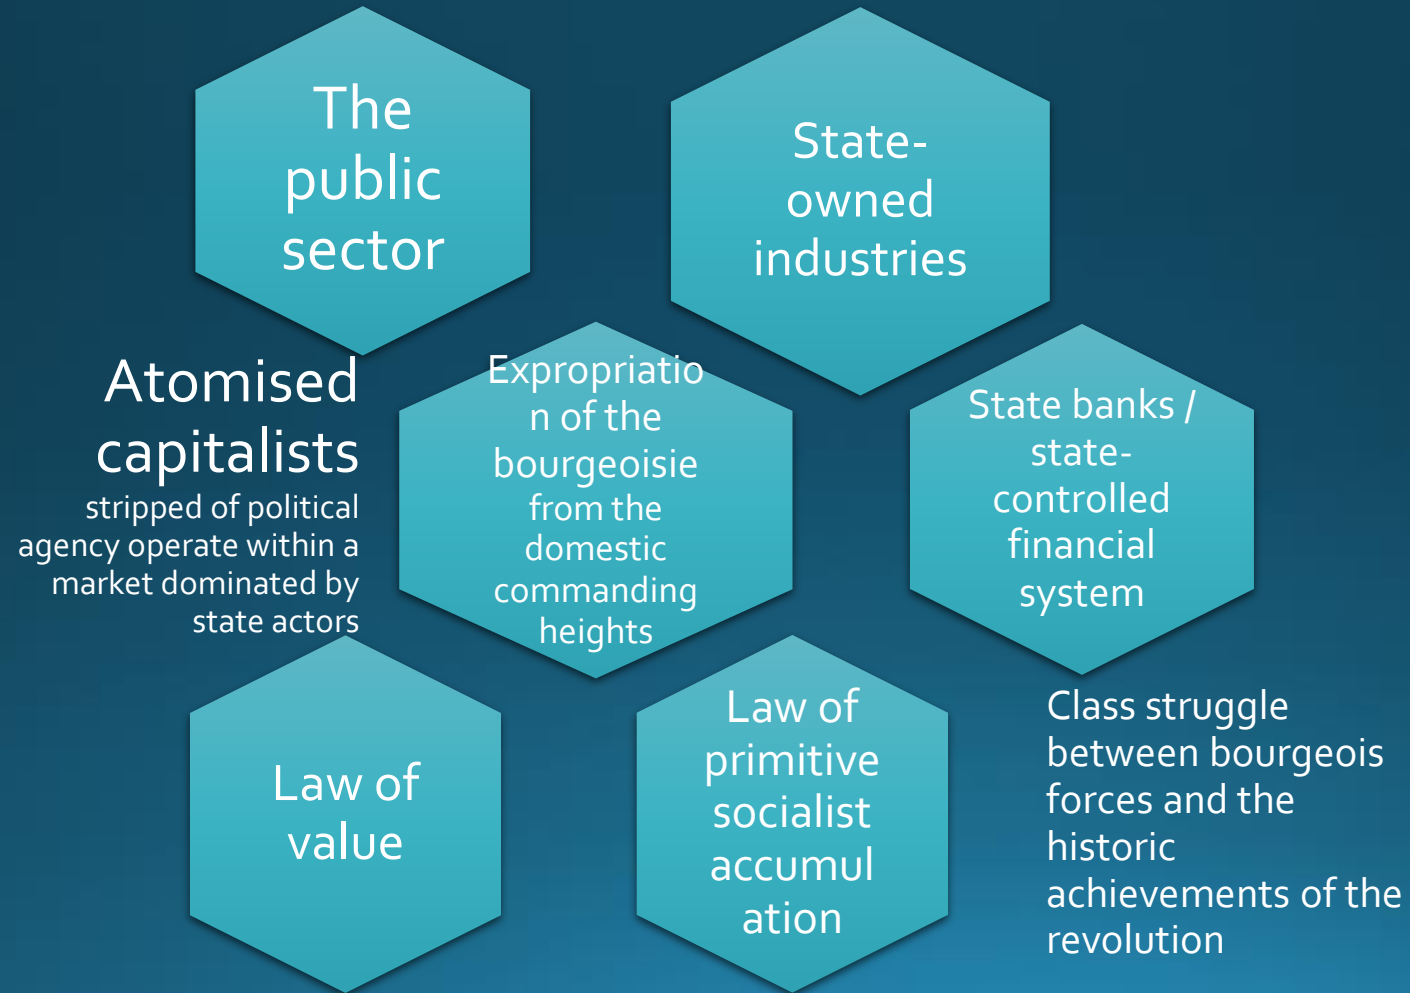 The
public
sector
State-
owned
industries
Atomised
capitalists
stripped of political
agency operate within a
market dominated by
state actors
Expropriatio
n of the
bourgeoisie
from the
domestic
commanding
heights
State banks /
state-
controlled
financial
system
Law of
value
Law of
primitive
socialist
accumul
ation
Class struggle
between bourgeois
forces and the
historic
achievements of the
revolution